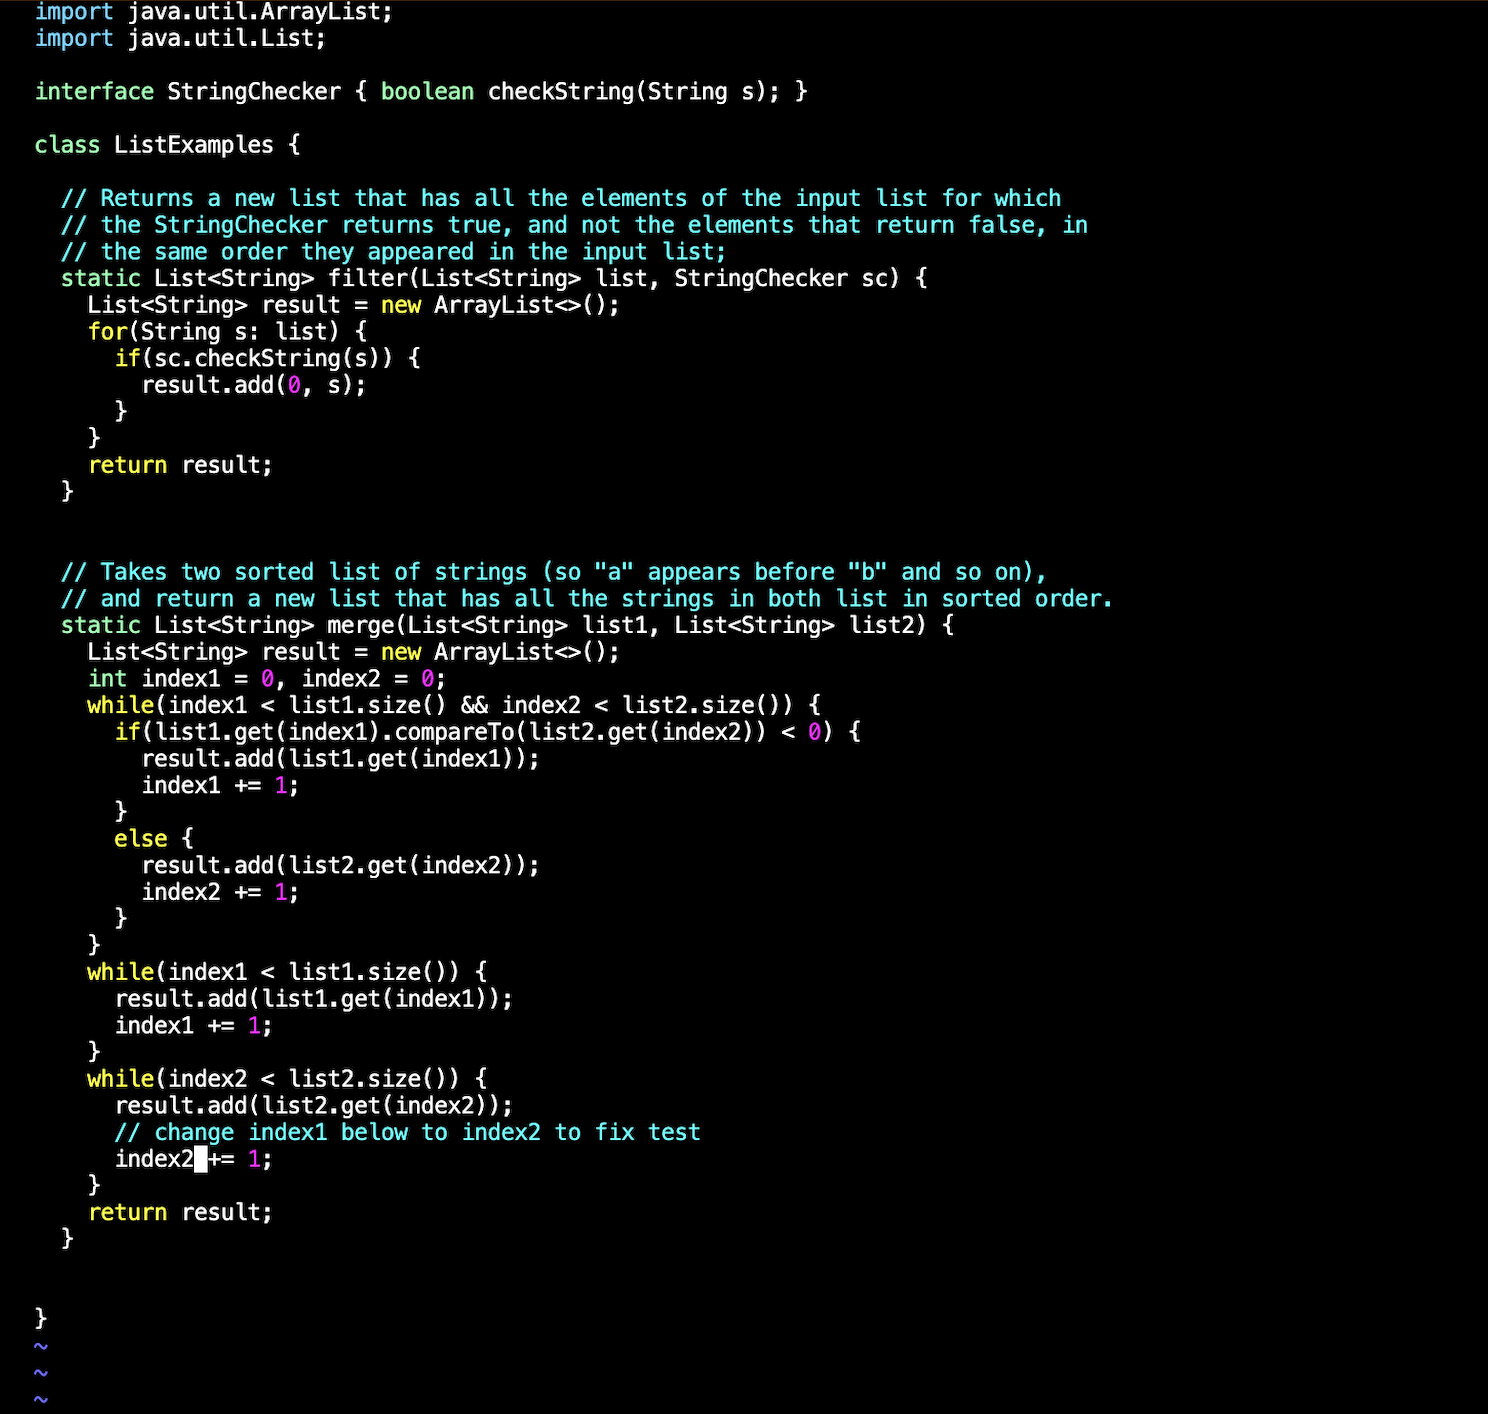 import java.util.ArrayList;
import java.util.List;

interface StringChecker { boolean checkString(String s); }

class ListExamples {

  // Returns a new list that has all the elements of the input list for which
  // the StringChecker returns true, and not the elements that return false, in
  // the same order they appeared in the input list;
  static List<String> filter(List<String> list, StringChecker sc) {
    List<String> result = new ArrayList<>();
    for(String s: list) {
      if(sc.checkString(s)) {
        result.add(0, s);
      }
    }
    return result;
  }


  // Takes two sorted list of strings (so "a" appears before "b" and so on),
  // and return a new list that has all the strings in both list in sorted order.
  static List<String> merge(List<String> list1, List<String> list2) {
    List<String> result = new ArrayList<>();
    int index1 = 0, index2 = 0;
    while(index1 < list1.size() && index2 < list2.size()) {
      if(list1.get(index1).compareTo(list2.get(index2)) < 0) {
        result.add(list1.get(index1));
        index1 += 1;
      }
      else {
        result.add(list2.get(index2));
        index2 += 1;
      }
    }
    while(index1 < list1.size()) {
      result.add(list1.get(index1));
      index1 += 1;
    }
    while(index2 < list2.size()) {
      result.add(list2.get(index2));
      // change index1 below to index2 to fix test
      index2 += 1;
    }
    return result;
  }


}
~
~
~